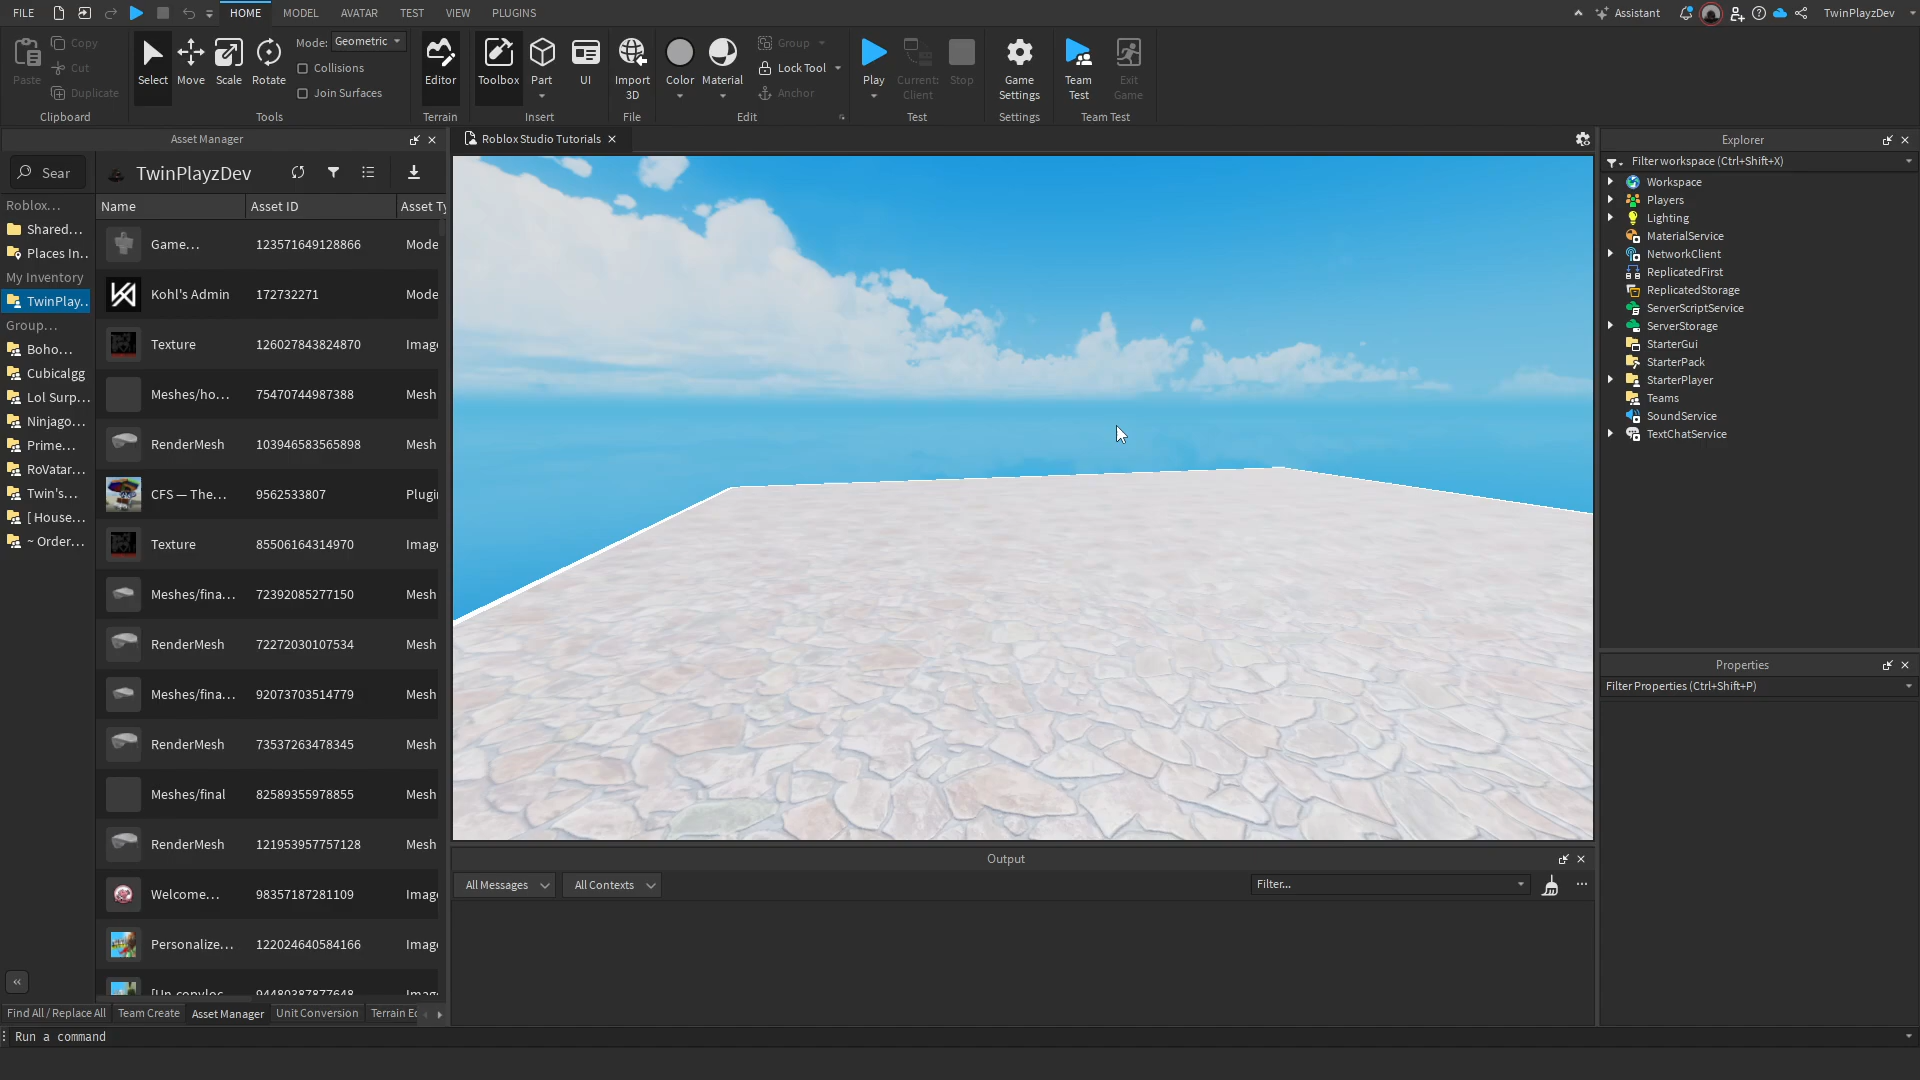 FILE
HOME
MODEL
AVATAR
TEST
VIEW
PLUGINS
Assistant
TwinPlayzDev
Paste
Copy
Cut
Duplicate
Clipboard
Select
Move
Scale
Rotate
Mode: Geometric
Collisions
Join Surfaces
Tools
Editor
Terrain
Toolbox
Part
UI
Insert
Import
3D
File
Color
Material
Group
Lock Tool
Anchor
Edit
Play
Current:
Client
Stop
Test
Game
Settings
Settings
Team
Test
Exit
Game
Team Test
Asset Manager
Sear
TwinPlayzDev
Roblox...
Shared...
Places In..
My Inventory
TwinPlay..
Group...
Boho...
Cubicalgg
Lol Surp...
Ninjago...
Prime...
RoVatar...
Twin's...
[ House...
~ Order...
Name Asset ID Asset Ty
Game... 123571649128866 Mode
Kohl's Admin 172732271 Mode
Texture 126027843824870 Image
Meshes/ho... 75470744987388 Mesh
RenderMesh 103946583565898 Mesh
CFS — The... 9562533807 Plugi
Texture 85506164314970 Image
Meshes/fina... 72392085277150 Mesh
RenderMesh 72272030107534 Mesh
Meshes/fina... 92073703514779 Mesh
RenderMesh 73537263478345 Mesh
Meshes/final 82589355978855 Mesh
RenderMesh 121953957757128 Mesh
Welcome... 98357187281109 Image
Personalize... 122024640584166 Image
[Un-copyloc 94480387877648 Image
Find All / Replace All
Team Create
Asset Manager
Unit Conversion
Terrain Ed
Roblox Studio Tutorials
Output
All Messages
All Contexts
Filter...
Explorer
Filter workspace (Ctrl+Shift+X)
Workspace
Players
Lighting
MaterialService
NetworkClient
ReplicatedFirst
ReplicatedStorage
ServerScriptService
ServerStorage
StarterGui
StarterPack
StarterPlayer
Teams
SoundService
TextChatService
Properties
Filter Properties (Ctrl+Shift+P)
Run a command